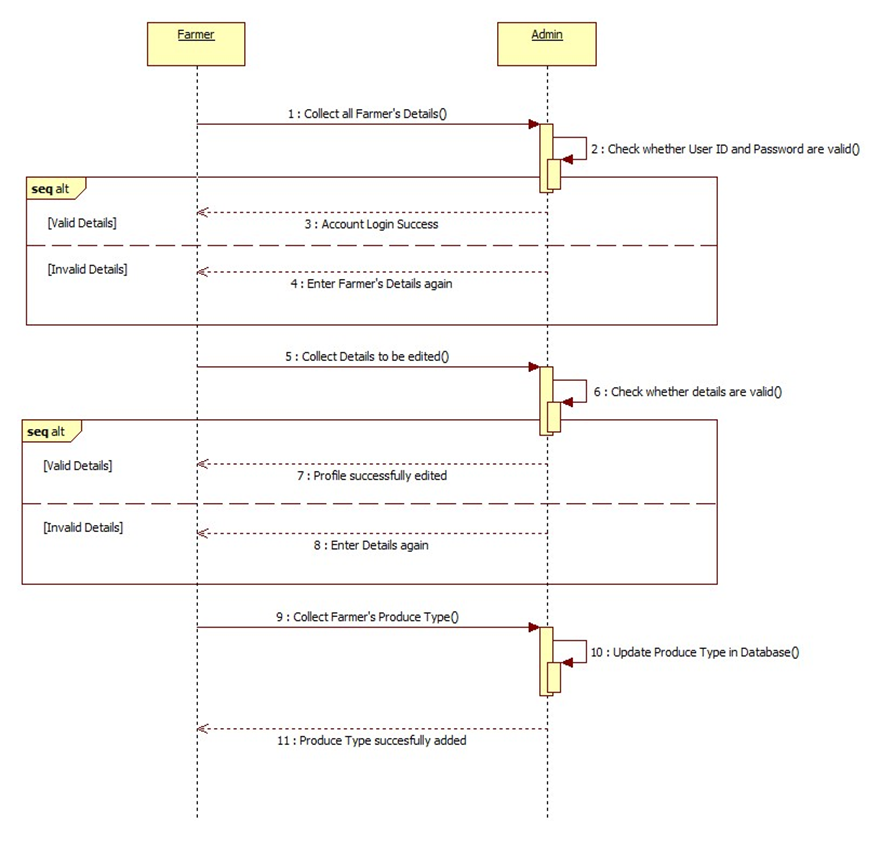 Farmer
Admin
1 : Collect all Farmer's Details()
2 : Check whether User ID and Password are valid()
seq alt
[Valid Details]
3 : Account Login Success
[Invalid Details]
4 : Enter Farmer's Details again
5 : Collect Details to be edited()
6 : Check whether details are valid()
seq alt
[Valid Details]
7 : Profile successfully edited
[Invalid Details]
8 : Enter Details again
9 : Collect Farmer's Produce Type()
10 : Update Produce Type in Database()
11 : Produce Type succesfully added